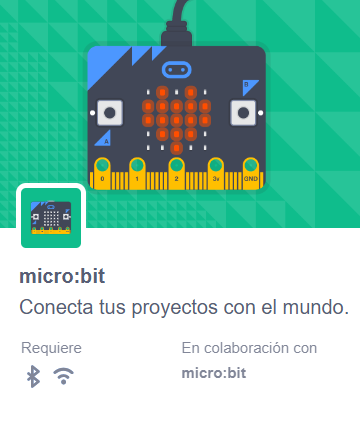 B
A
0 1 2 3v GND
micro:bit
Conecta tus proyectos con el mundo.
Requiere
En colaboración con
micro:bit